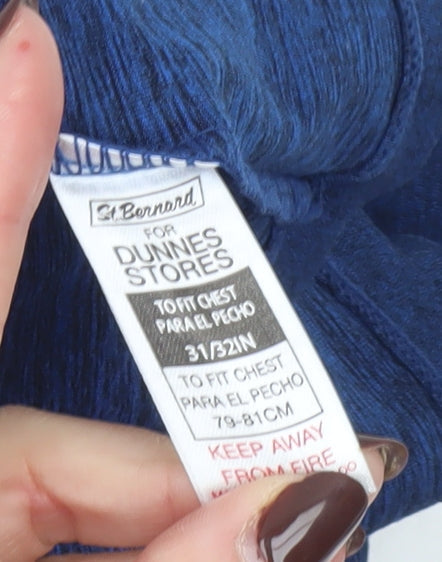 St. Bernard
FOR
DUNNES
STORES
TO FIT CHEST
PARA EL PECHO
31/32IN
TO FIT CHEST
PARA EL PECHO
79-81CM
KEEP AWAY
FROM FIRE